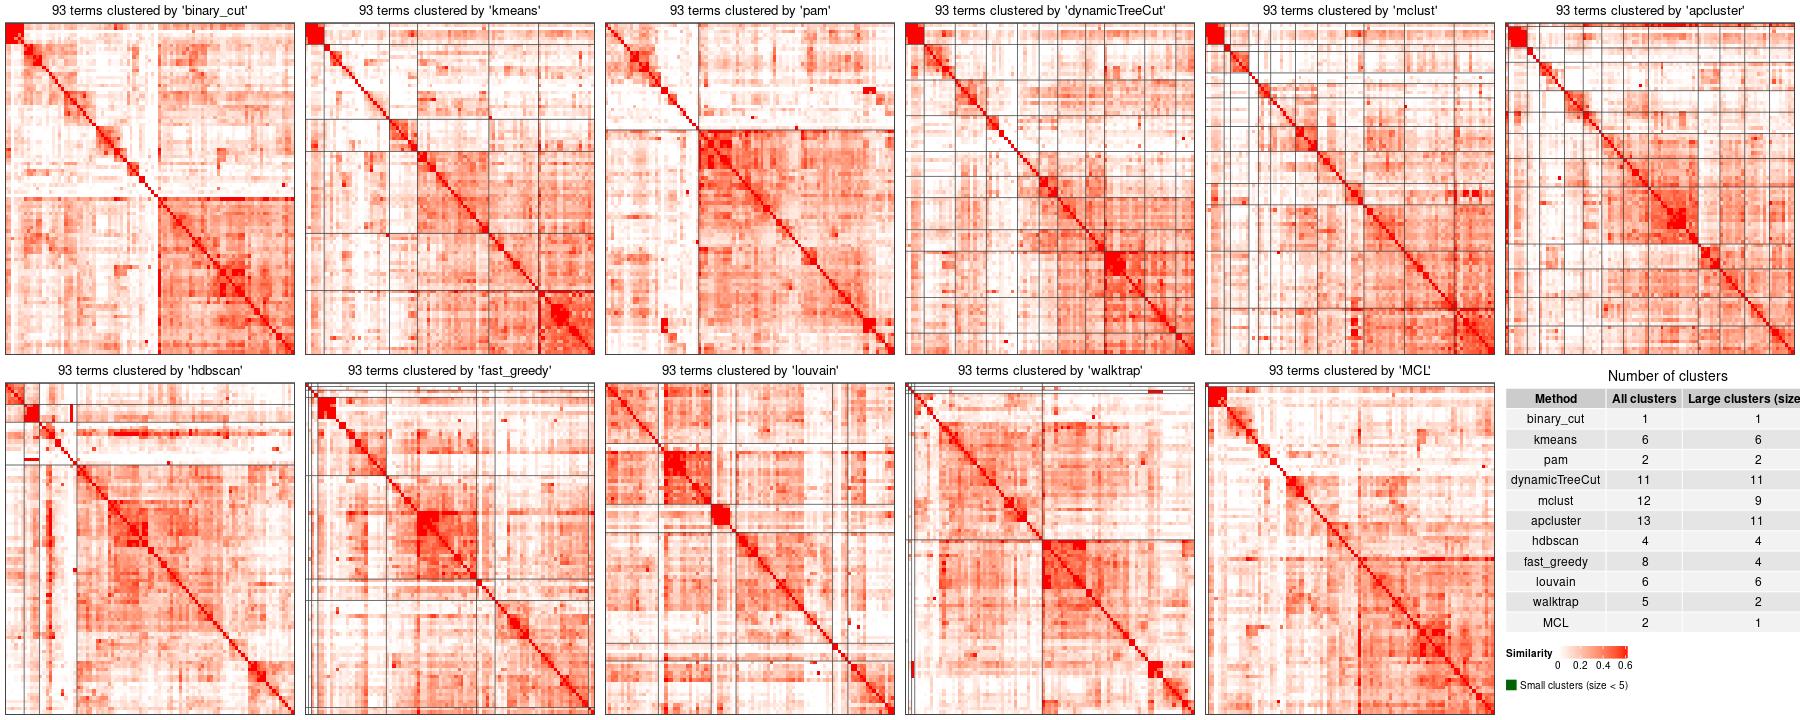 93 terms clustered by 'binary_cut'
93 terms clustered by 'kmeans'
93 terms clustered by 'pam'
93 terms clustered by 'dynamicTreeCut'
93 terms clustered by 'mclust'
93 terms clustered by 'apcluster'
93 terms clustered by 'hdbscan'
93 terms clustered by 'fast_greedy'
93 terms clustered by 'louvain'
93 terms clustered by 'walktrap'
93 terms clustered by 'MCL'
Number of clusters
Method All clusters Large clusters (size
binary_cut 1 1
kmeans 6 6
pam 2 2
dynamicTreeCut 11 11
mclust 12 9
apcluster 13 11
hdbscan 4 4
fast_greedy 8 4
louvain 6 6
walktrap 5 2
MCL 2 1
Similarity
0 0.2 0.4 0.6
Small clusters (size < 5)